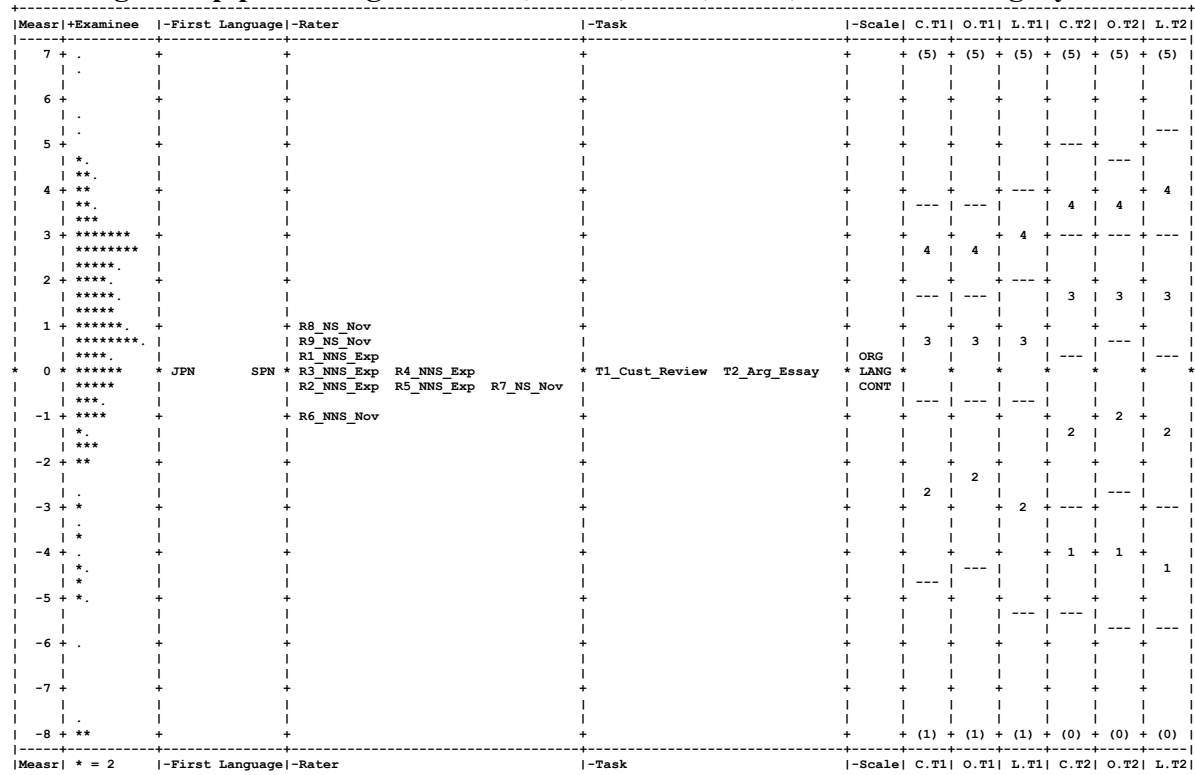 |Measr|+Examinee |-First Language|-Rater |-Task |-Scale| C.T1| O.T1| L.T1| C.T2| O.T2| L.T2|
| 7 + . + + + + + (5) + (5) + (5) + (5) + (5) + (5) |
| | . | | | | | | | | | |
| | | | | | | | | | | |
| 6 + + + + + + + + + + + |
| | . | | | | | | | | | |
| | . | | | | | | | | | --- |
| 5 + + + + + + + + --- + + |
| | *. | | | | | | | | --- | |
| | **. | | | | | | | | | |
| 4 + ** + + + + + + + --- + + + 4 |
| | **. | | | | --- | --- | | 4 | 4 | |
| | *** | | | | | | | | | |
| 3 + ******* + + + + + + + 4 + --- + --- + --- |
| | ******** | | | | 4 | 4 | | | | |
| | *****. | | | | | | | | | |
| 2 + ****. + + + + + + + --- + + + |
| | *****. | | | | --- | --- | | 3 | 3 | 3 |
| | ***** | | | | | | | | | |
| 1 + ******. + + R8_NS_Nov + + + + + + + + |
| | ********. | | R9_NS_Nov | | | 3 | 3 | 3 | | --- | |
| | ****. | | R1_NNS_Exp | | ORG | | | | --- | | --- |
* 0 * ****** * JPN SPN * R3_NNS_Exp R4_NNS_Exp * T1_Cust_Review T2_Arg_Essay * LANG * * * * * * *
| | ***** | | R2_NNS_Exp R5_NNS_Exp R7_NS_Nov | | CONT | | | | | | |
| | ***. | | | | | --- | --- | --- | | | |
| -1 + **** + + R6_NNS_Nov + + + + + + + 2 + |
| | *. | | | | | | | | 2 | | 2 |
| | *** | | | | | | | | | |
| -2 + ** + + + + + + + + + + |
| | | | | | | | 2 | | | | |
| | . | | | | | 2 | | | | --- | |
| -3 + * + + + + + + + 2 + --- + + --- |
| | . | | | | | | | | | |
| | * | | | | | | | | | |
| -4 + . + + + + + + + + 1 + 1 + |
| | *. | | | | | | --- | | | | 1 |
| | * | | | | | --- | | | | | |
| -5 + *. + + + + + + + + + + |
| | | | | | | | | --- | --- | | |
| | | | | | | | | | | --- | --- |
| -6 + . + + + + + + + + + + |
| | | | | | | | | | | |
| | | | | | | | | | | |
| -7 + + + + + + + + + + + |
| | | | | | | | | | | |
| | . | | | | | | | | | |
| -8 + ** + + + + + (1) + (1) + (1) + (0) + (0) + (0) |
|Measr| * = 2 |-First Language|-Rater |-Task |-Scale| C.T1| O.T1| L.T1| C.T2| O.T2| L.T2|